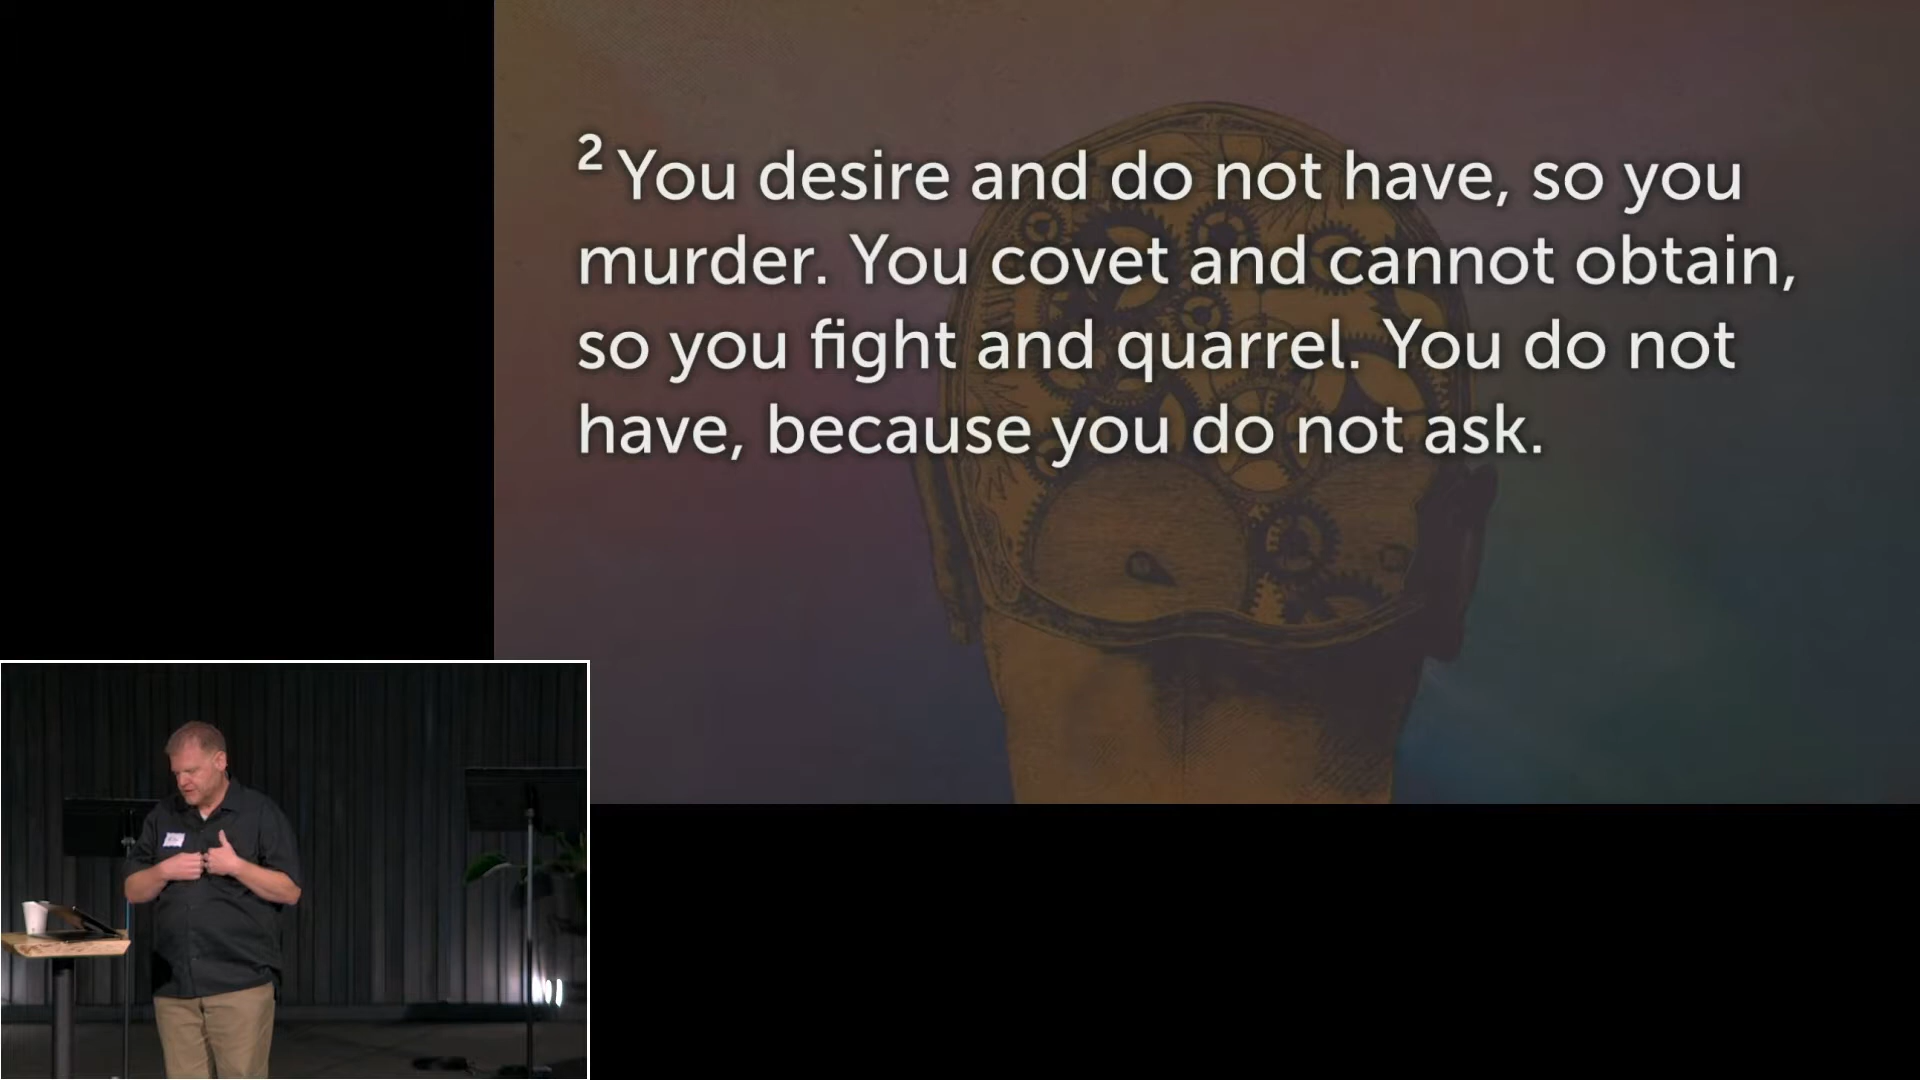 2 You desire and do not have, so you
murder. You covet and cannot obtain,
so you fight and quarrel. You do not
have, because you do not ask.